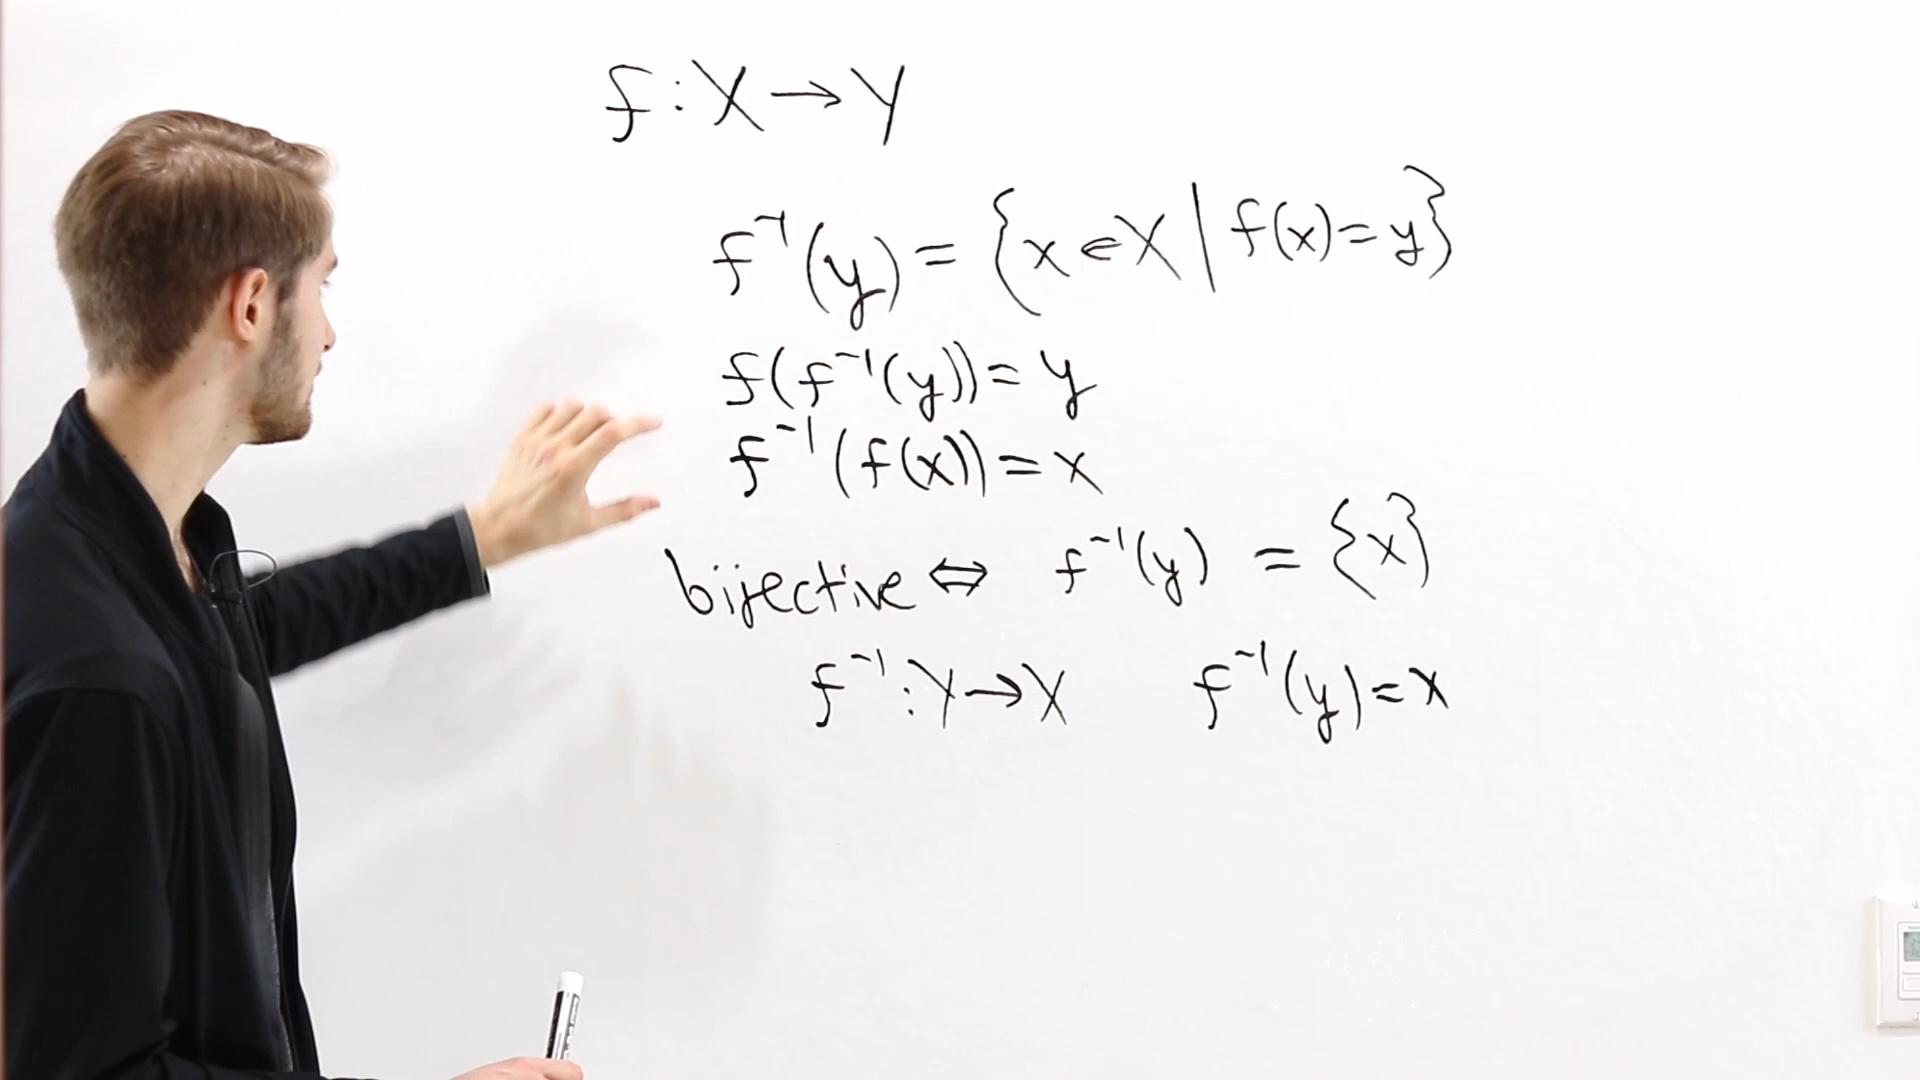 f : X → Y
f⁻¹(y) = {x ∈ X | f(x) = y}
f(f⁻¹(y)) = y
f⁻¹(f(x)) = x
bijective ⇔ f⁻¹(y) = {x}
f⁻¹ : Y → X f⁻¹(y) = x